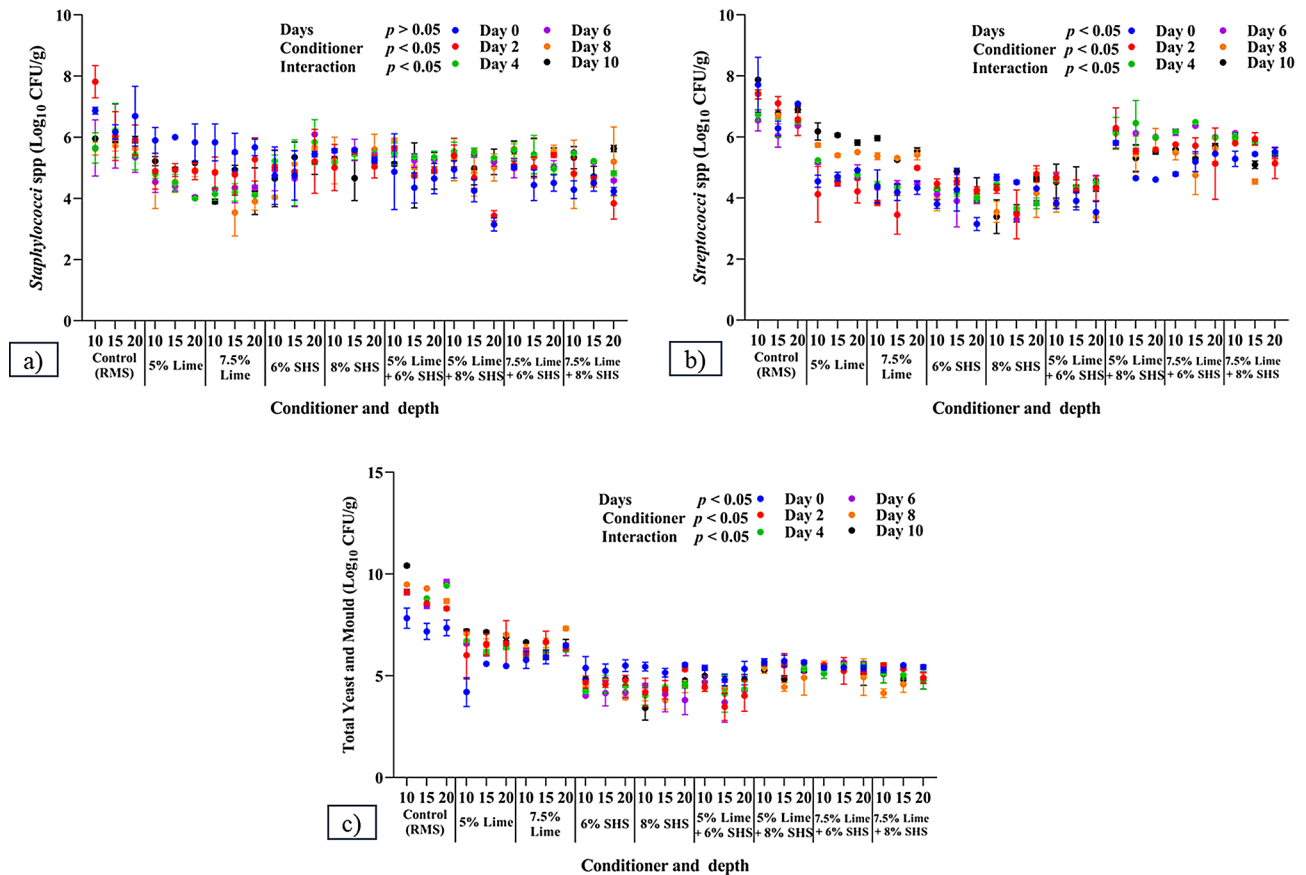 10
8
6
4
2
0
Staphylococci spp (Log10 CFU/g)
Days p > 0.05 Day 0 Day 6
Conditioner p < 0.05 Day 2 Day 8
Interaction p < 0.05 Day 4 Day 10
10 15 20 10 15 20 10 15 20 10 15 20 10 15 20 10 15 20 10 15 20 10 15 20 10 15 20
Control (RMS) 5% Lime 7.5% Lime 6% SHS 8% SHS 5% Lime + 6% SHS 5% Lime + 8% SHS 7.5% Lime + 6% SHS 7.5% Lime + 8% SHS
Conditioner and depth
a)
10
8
6
4
2
0
Streptococci spp (Log10 CFU/g)
Days p < 0.05 Day 0 Day 6
Conditioner p < 0.05 Day 2 Day 8
Interaction p < 0.05 Day 4 Day 10
10 15 20 10 15 20 10 15 20 10 15 20 10 15 20 10 15 20 10 15 20 10 15 20 10 15 20
Control (RMS) 5% Lime 7.5% Lime 6% SHS 8% SHS 5% Lime + 6% SHS 5% Lime + 8% SHS 7.5% Lime + 6% SHS 7.5% Lime + 8% SHS
Conditioner and depth
b)
15
10
5
0
Total Yeast and Mould (Log10 CFU/g)
Days p < 0.05 Day 0 Day 6
Conditioner p < 0.05 Day 2 Day 8
Interaction p < 0.05 Day 4 Day 10
10 15 20 10 15 20 10 15 20 10 15 20 10 15 20 10 15 20 10 15 20 10 15 20 10 15 20
Control (RMS) 5% Lime 7.5% Lime 6% SHS 8% SHS 5% Lime + 6% SHS 5% Lime + 8% SHS 7.5% Lime + 6% SHS 7.5% Lime + 8% SHS
Conditioner and depth
c)